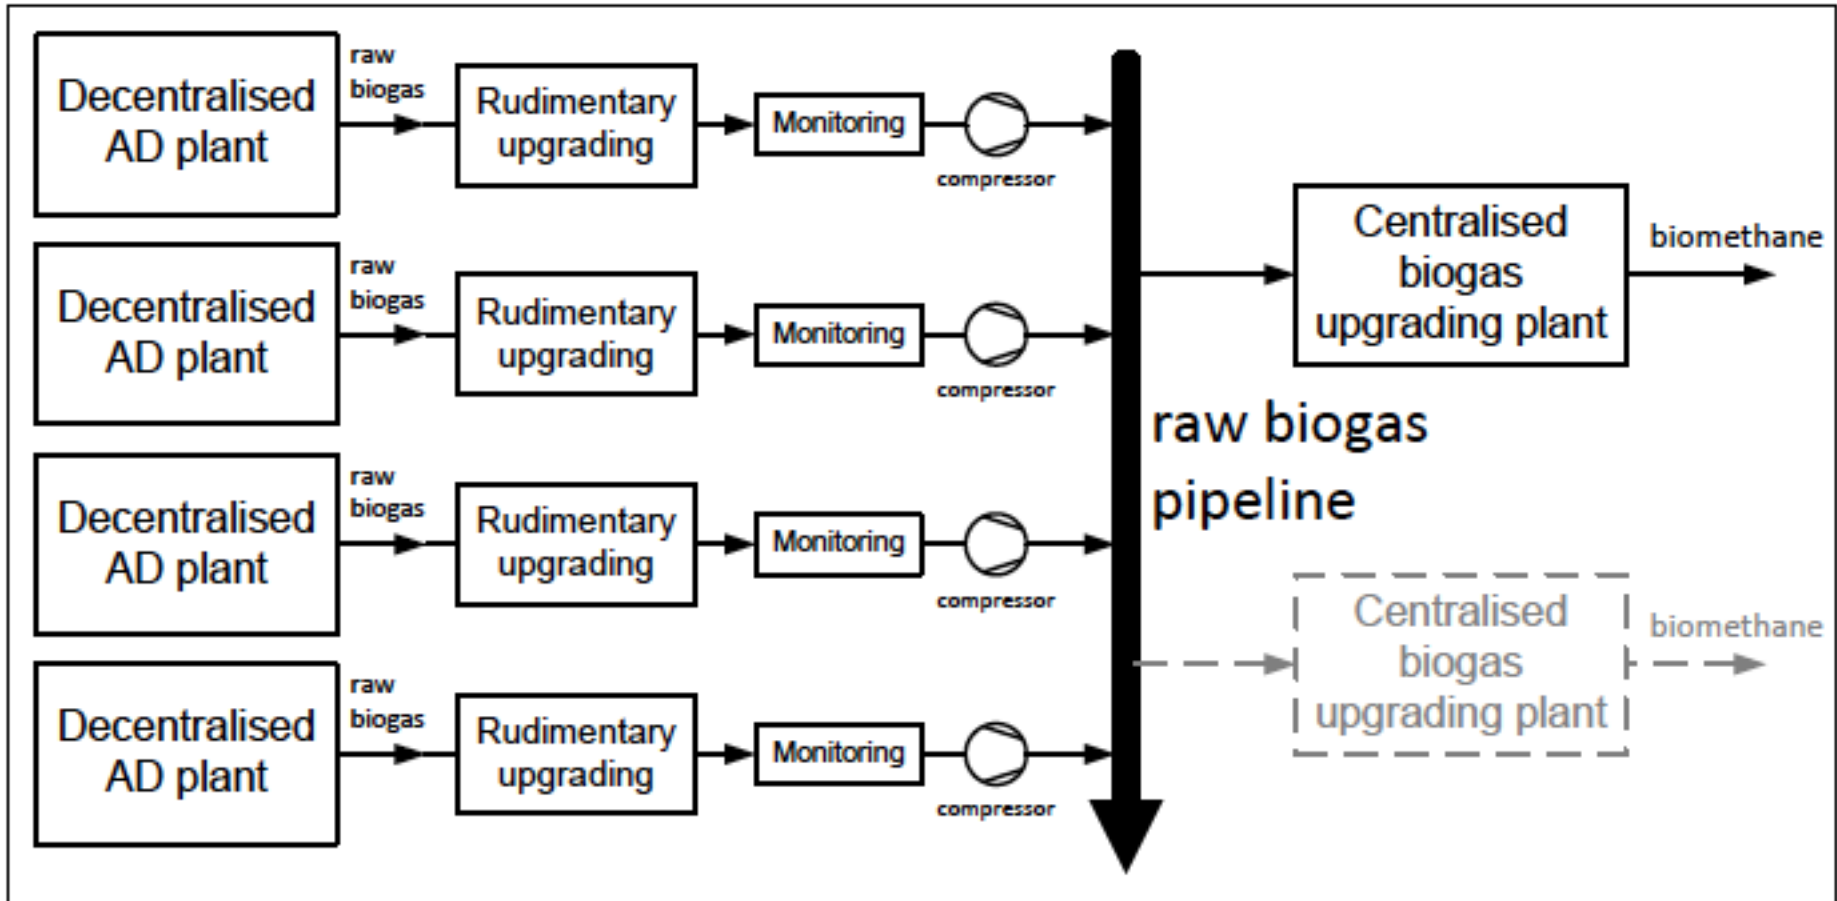 Decentralised
AD plant
raw
biogas
Rudimentary
upgrading
Monitoring
compressor
Decentralised
AD plant
raw
biogas
Rudimentary
upgrading
Monitoring
compressor
Decentralised
AD plant
raw
biogas
Rudimentary
upgrading
Monitoring
compressor
Decentralised
AD plant
raw
biogas
Rudimentary
upgrading
Monitoring
compressor
raw biogas
pipeline
Centralised
biogas
upgrading plant
biomethane
Centralised
biogas
upgrading plant
biomethane